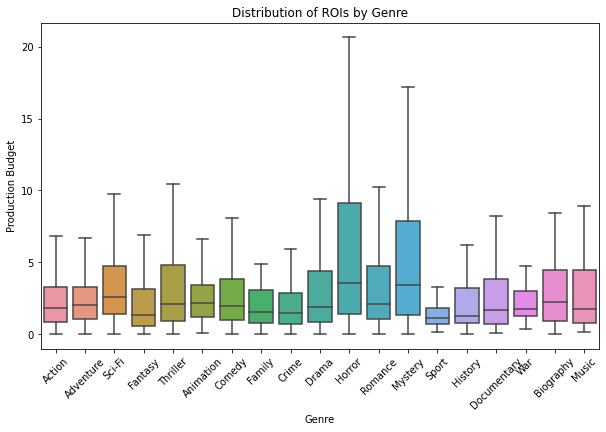 Distribution of ROIs by Genre
Production Budget
20
15
10
5
0
Action
Adventure
Sci-Fi
Fantasy
Thriller
Animation
Comedy
Family
Crime
Drama
Horror
Romance
Mystery
Sport
History
Documentary
War
Biography
Music
Genre